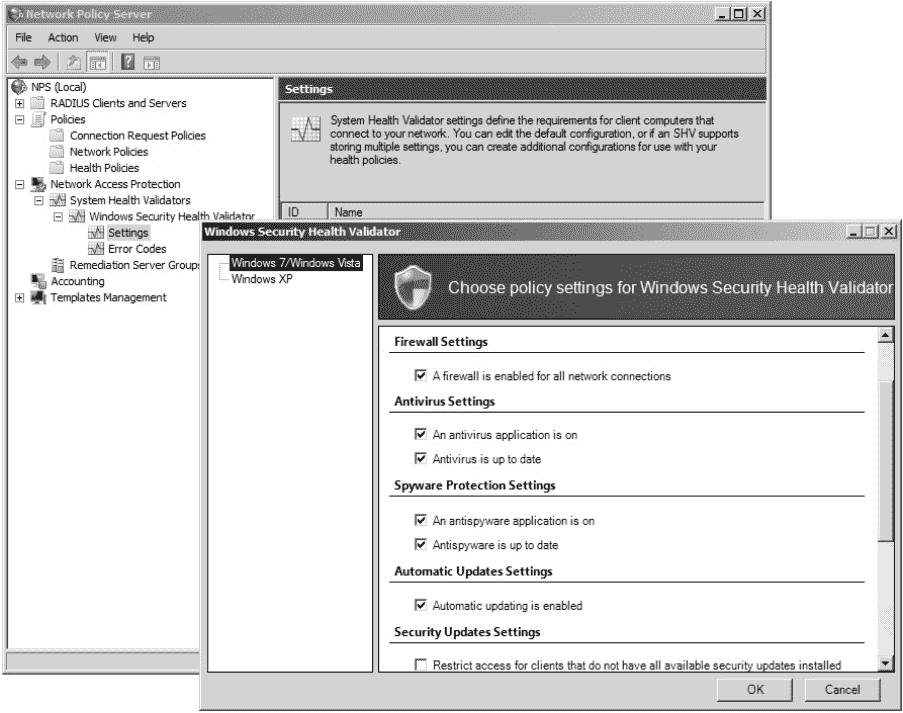 Network Policy Server
File Action View Help
NPS (Local)
RADIUS Clients and Servers
Policies
Connection Request Policies
Network Policies
Health Policies
Network Access Protection
System Health Validators
Windows Security Health Validator
Settings
Error Codes
Remediation Server Groups
Accounting
Templates Management
Settings
System Health Validator settings define the requirements for client computers that
connect to your network. You can edit the default configuration, or if an SHV supports
storing multiple settings, you can create additional configurations for use with your
health policies.
ID Name
Windows Security Health Validator
Windows 7/Windows Vista
Windows XP
Choose policy settings for Windows Security Health Validator
Firewall Settings
A firewall is enabled for all network connections
Antivirus Settings
An antivirus application is on
Antivirus is up to date
Spyware Protection Settings
An antispyware application is on
Antispyware is up to date
Automatic Updates Settings
Automatic updating is enabled
Security Updates Settings
Restrict access for clients that do not have all available security updates installed
OK Cancel